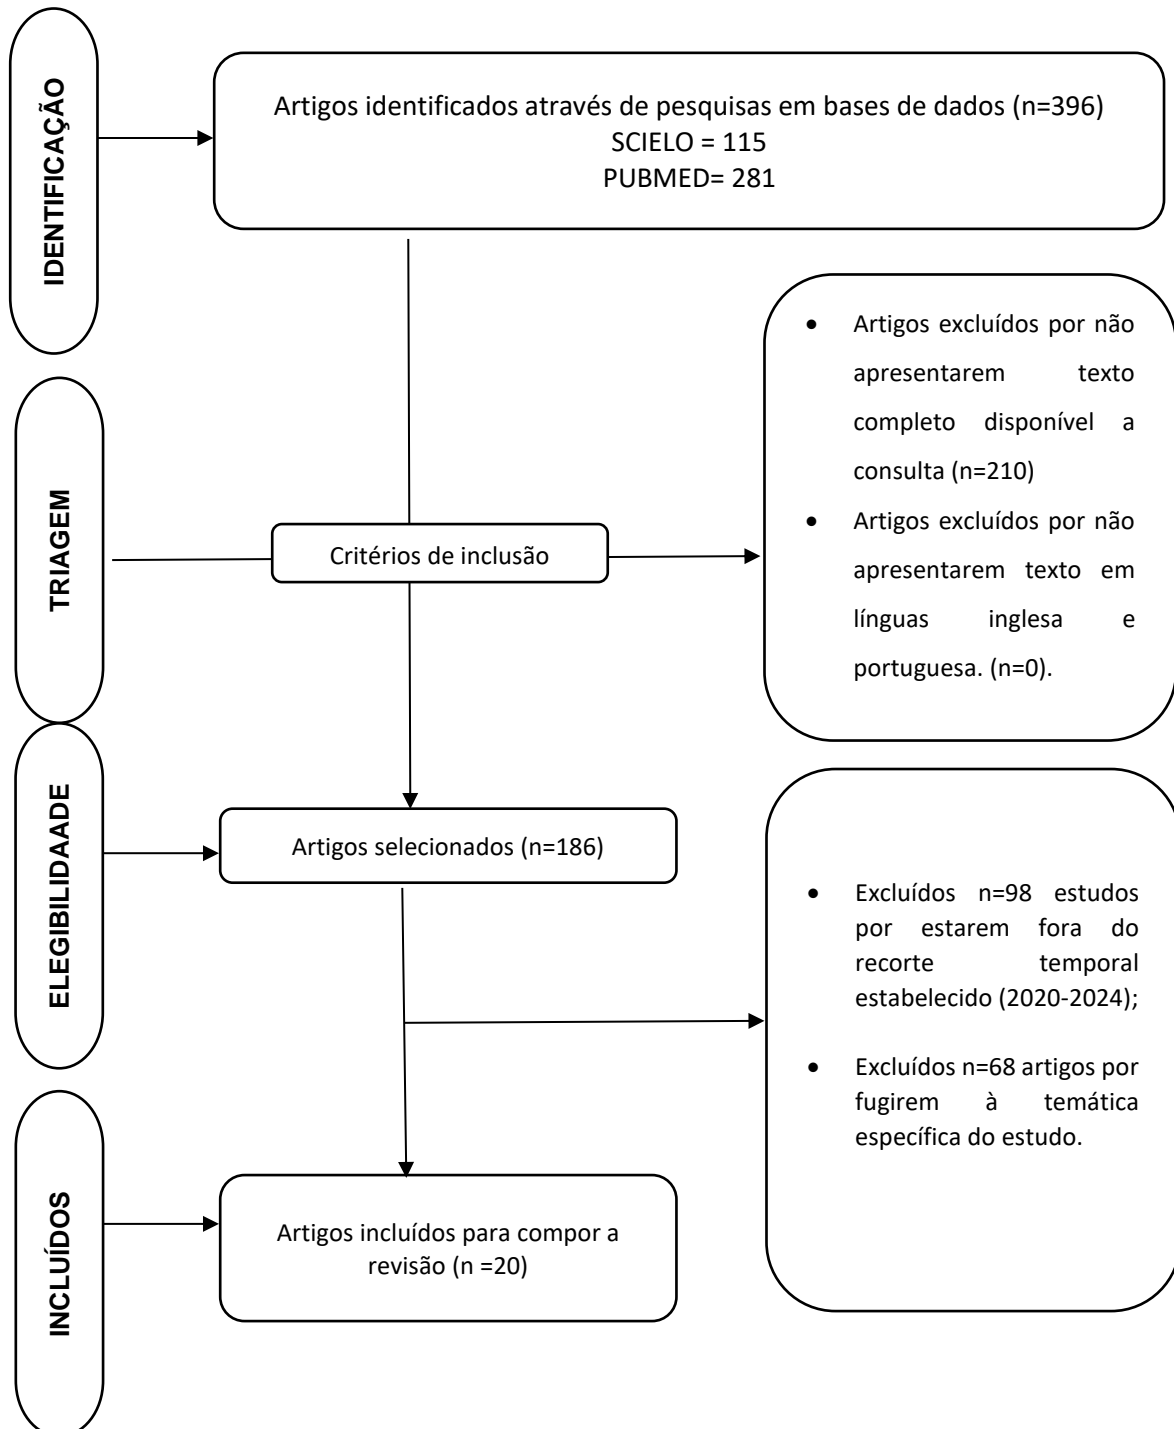 IDENTIFICAÇÃO
Artigos identificados através de pesquisas em bases de dados (n=396)
SCIELO = 115
PUBMED= 281
TRIAGEM
Critérios de inclusão
• Artigos excluídos por não
apresentarem texto
completo disponível a
consulta (n=210)
• Artigos excluídos por não
apresentarem texto em
línguas inglesa e
portuguesa. (n=0).
ELEGIBILIDAADE
Artigos selecionados (n=186)
• Excluídos n=98 estudos
por estarem fora do
recorte temporal
estabelecido (2020-2024);
• Excluídos n=68 artigos por
fugirem à temática
específica do estudo.
INCLUÍDOS
Artigos incluídos para compor a
revisão (n =20)